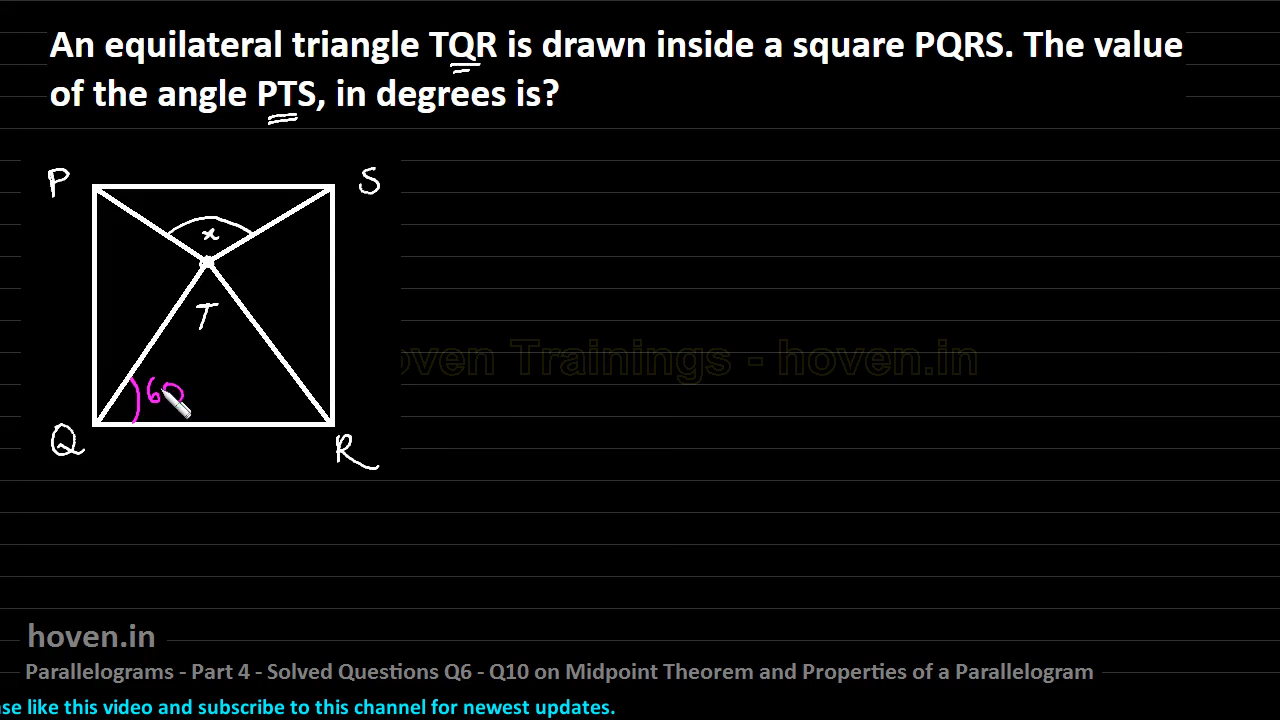 An equilateral triangle TQR is drawn inside a square PQRS. The value
of the angle PTS, in degrees is?
P
S
x
T
60
Q
R
oven Trainings - hoven.in
hoven.in
Parallelograms - Part 4 - Solved Questions Q6 - Q10 on Midpoint Theorem and Properties of a Parallelogram
se like this video and subscribe to this channel for newest updates.